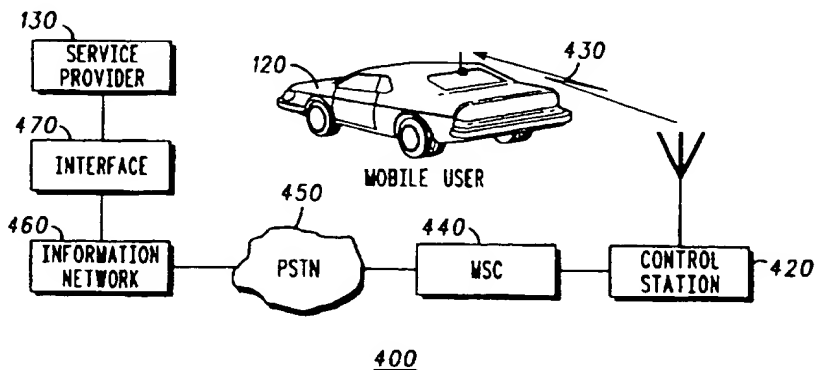 130
SERVICE
PROVIDER
470
INTERFACE
460
INFORMATION
NETWORK
120
MOBILE USER
430
450
PSTN
440
MSC
CONTROL
STATION
420
400